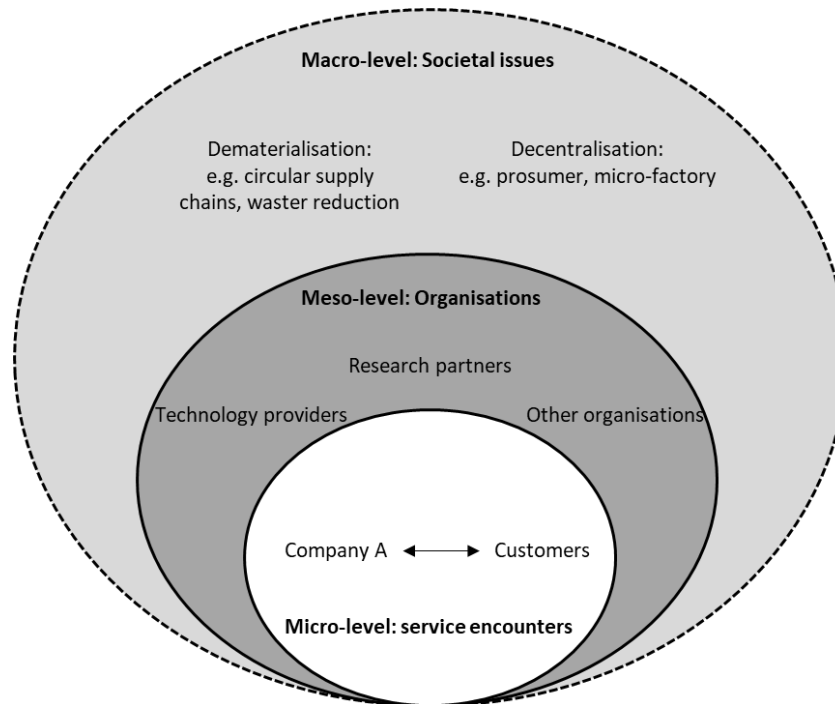 Macro-level: Societal issues
Dematerialisation:
e.g. circular supply
chains, waster reduction
Decentralisation:
e.g. prosumer, micro-factory
Meso-level: Organisations
Research partners
Technology providers
Other organisations
Company A
Customers
Micro-level: service encounters